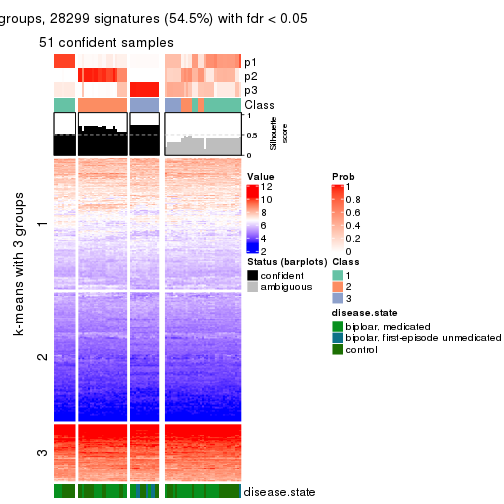 groups, 28299 signatures (54.5%) with fdr < 0.05
51 confident samples
p1
p2
p3
Class
1
0.5
0
Silhouette
score
k-means with 3 groups
1
2
3
Value
12
10
8
6
4
2
Prob
1
0.8
0.6
0.4
0.2
0
Status (barplots)
confident
ambiguous
Class
1
2
3
disease.state
biploar. medicated
bipolar. first-episode unmedicated
control
disease.state